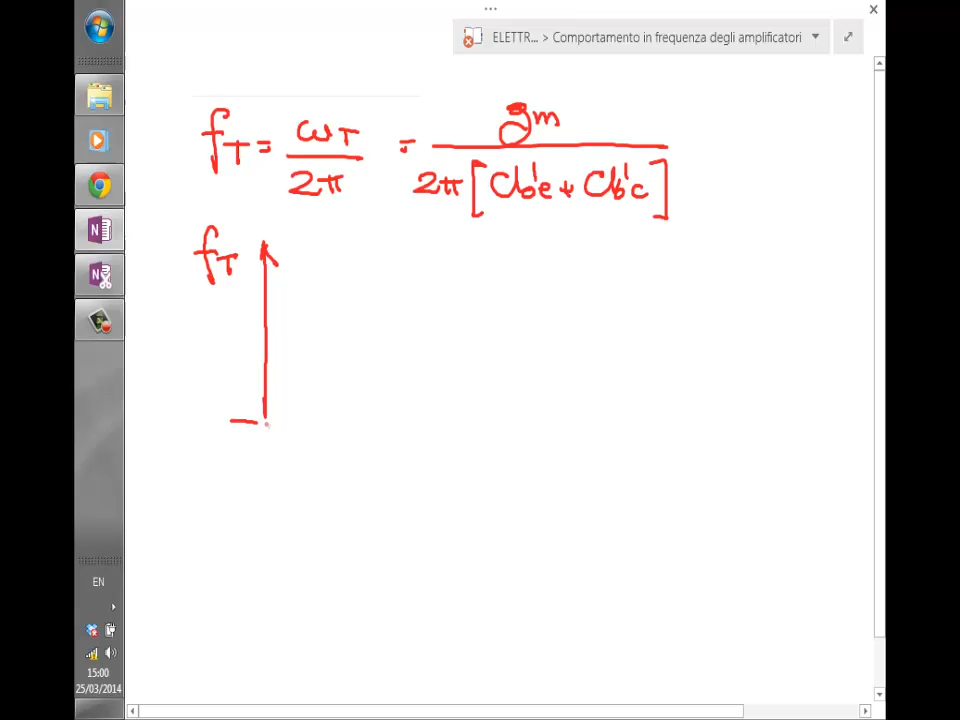 ...
ELETTR... > Comportamento in frequenza degli amplificatori
fT = ωT / 2π = gm / 2π [Cb'e + Cb'c]
fT
EN
15:00
25/03/2014